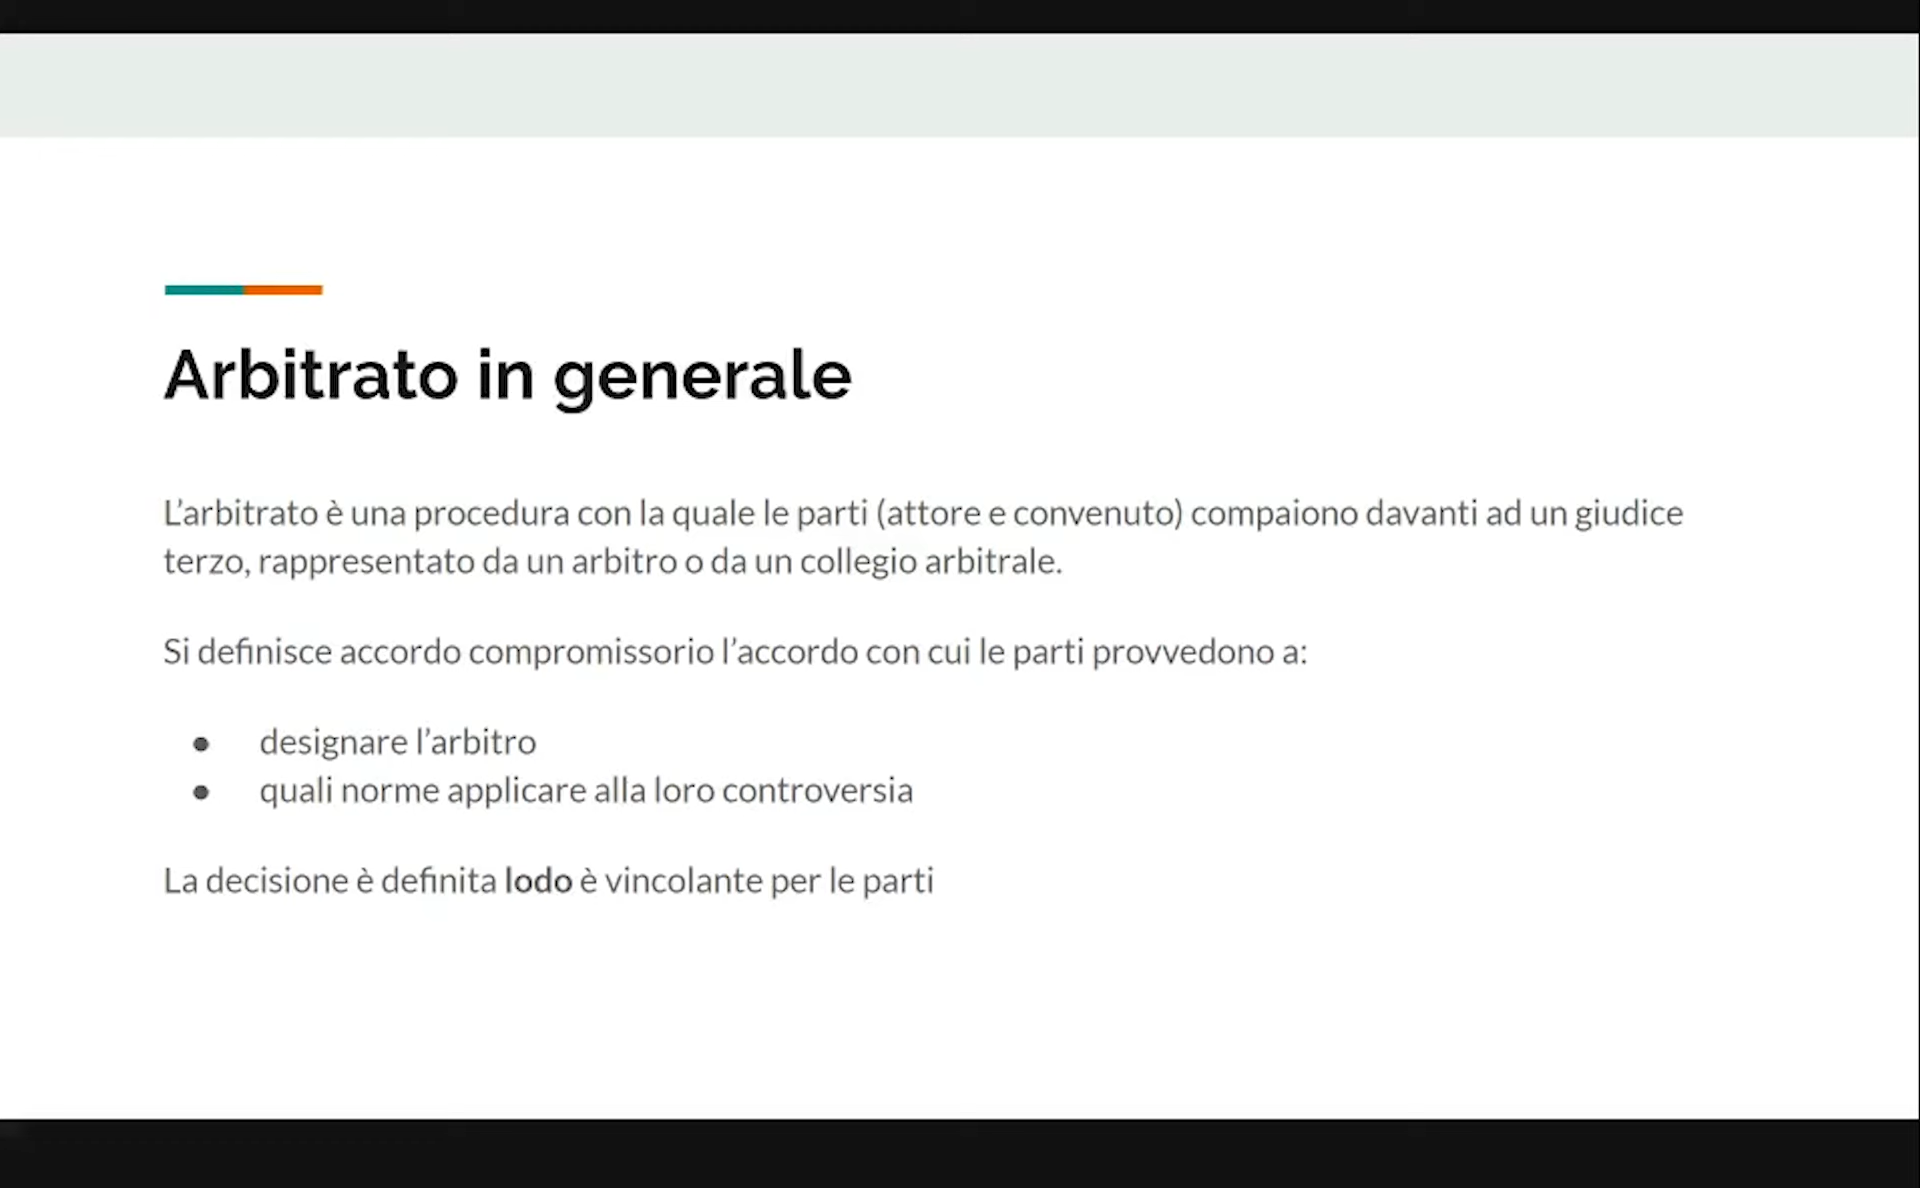 Arbitrato in generale
L’arbitrato è una procedura con la quale le parti (attore e convenuto) compaiono davanti ad un giudice
terzo, rappresentato da un arbitro o da un collegio arbitrale.
Si definisce accordo compromissorio l’accordo con cui le parti provvedono a:
● designare l’arbitro
● quali norme applicare alla loro controversia
La decisione è definita lodo è vincolante per le parti